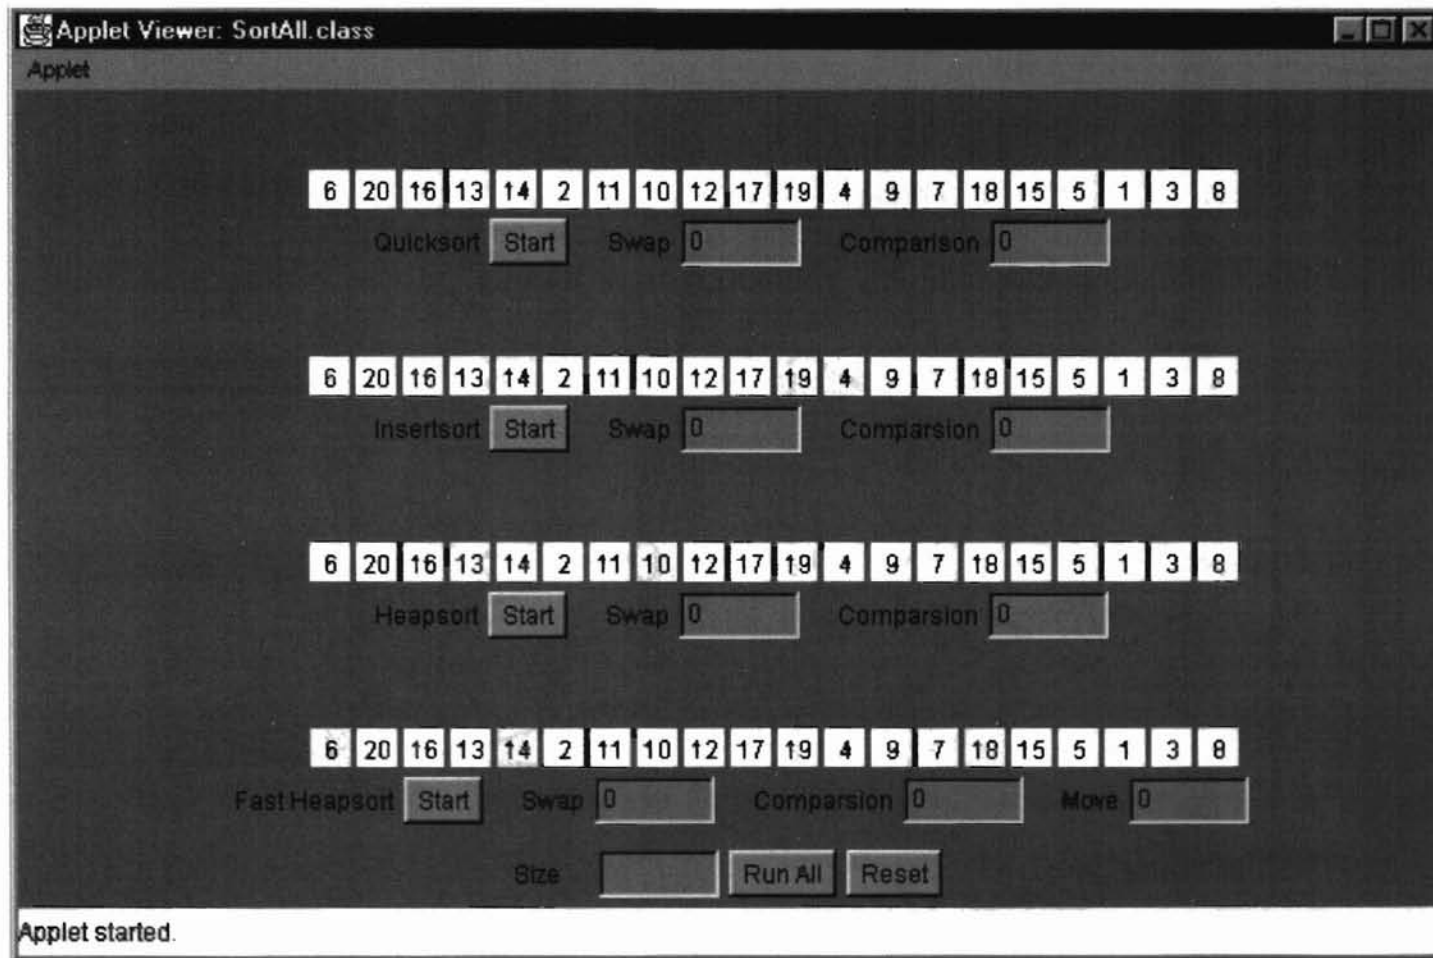 Applet Viewer: SortAll.class
Applet
6 20 16 13 14 2 11 10 12 17 19 4 9 7 18 15 5 1 3 8
Quicksort Start Swap 0 Comparison 0
6 20 16 13 14 2 11 10 12 17 19 4 9 7 18 15 5 1 3 8
Insertsort Start Swap 0 Comparsion 0
6 20 16 13 14 2 11 10 12 17 19 4 9 7 18 15 5 1 3 8
Heapsort Start Swap 0 Comparsion 0
6 20 16 13 14 2 11 10 12 17 19 4 9 7 18 15 5 1 3 8
Fast Heapsort Start Swap 0 Comparsion 0 Move 0
Size Run All Reset
Applet started.